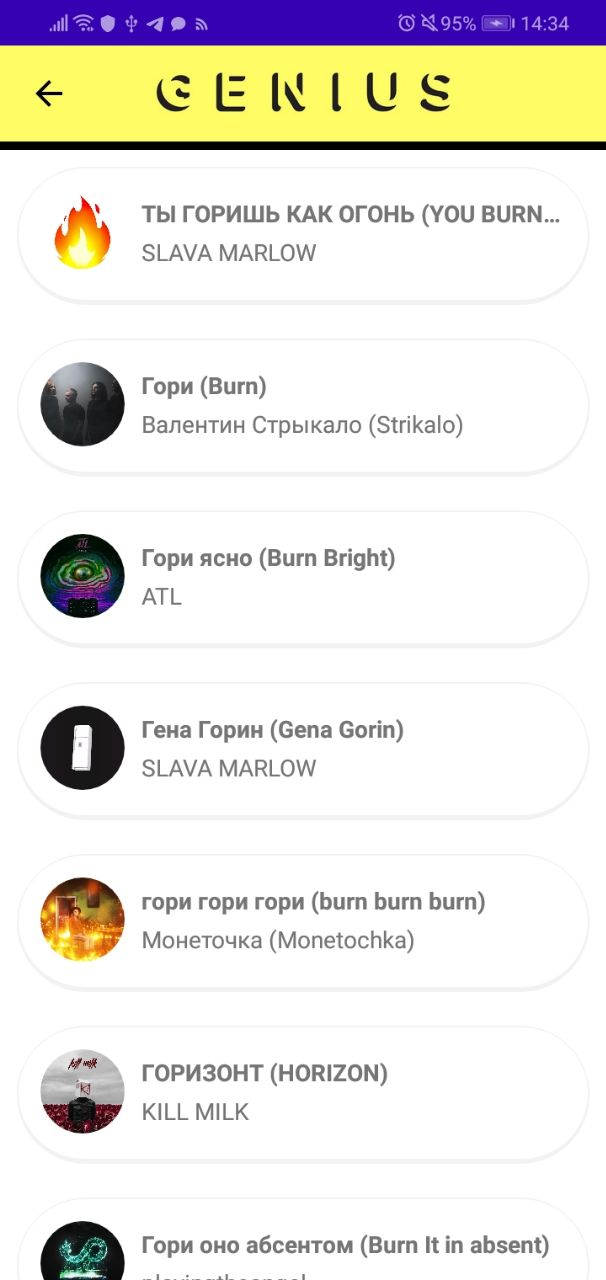 95% 14:34
GENIUS
ТЫ ГОРИШЬ КАК ОГОНЬ (YOU BURN...
SLAVA MARLOW
Гори (Burn)
Валентин Стрыкало (Strikalo)
Гори ясно (Burn Bright)
ATL
Гена Горин (Gena Gorin)
SLAVA MARLOW
гори гори гори (burn burn burn)
Монеточка (Monetochka)
ГОРИЗОНТ (HORIZON)
KILL MILK
Гори оно абсентом (Burn It in absent)
playingtheangel